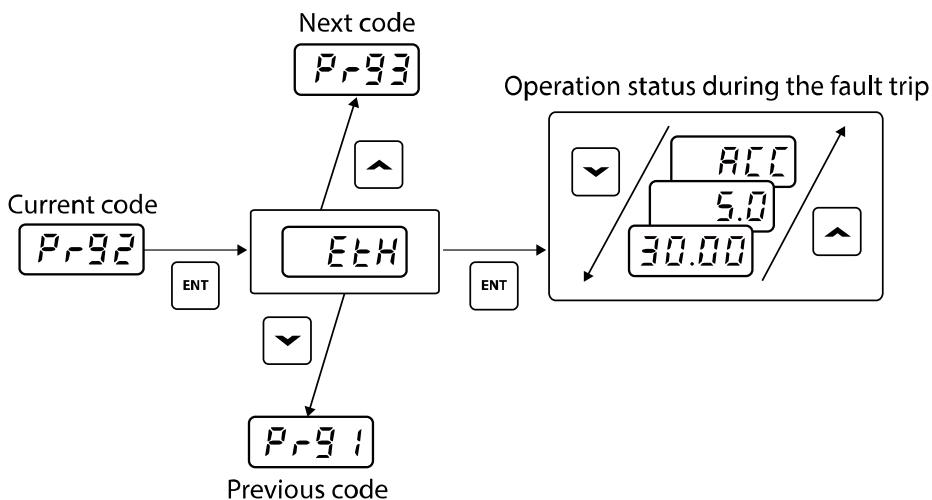 Next code
Pr93
Operation status during the fault trip
ACC
Current code
5.0
Pr92
EtH
30.00
ENT
ENT
Pr91
Previous code